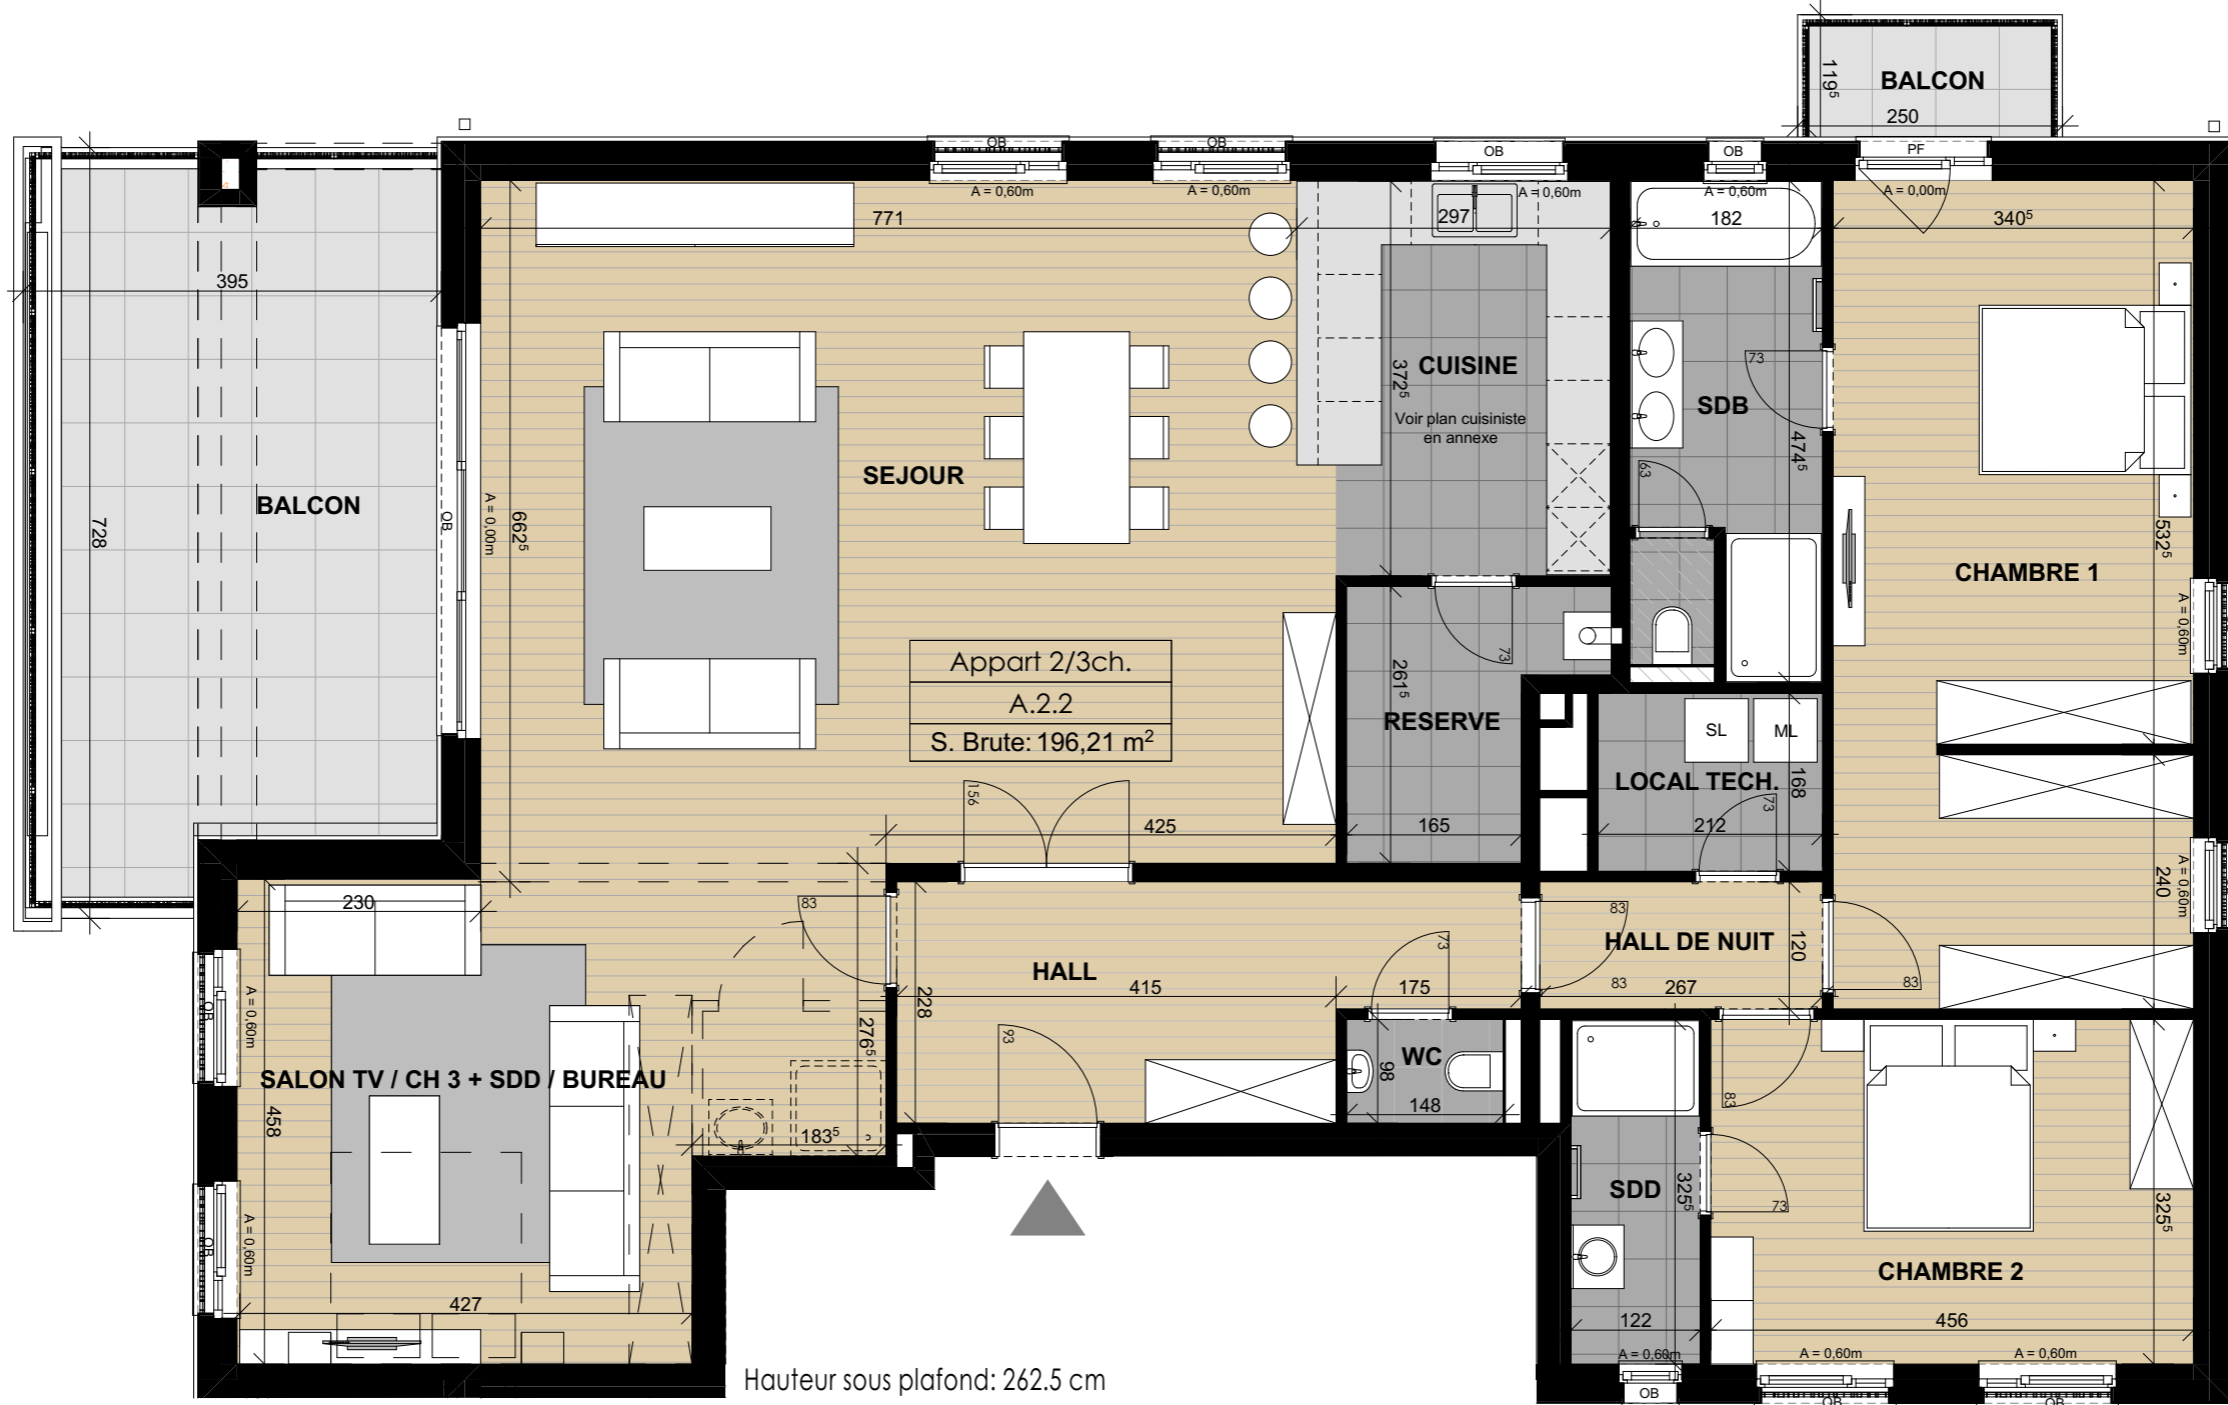 BALCON
119⁵
250
PF
A = 0,00m
OB
A = 0,60m
OB
A = 0,60m
OB
A = 0,60m
OB
A = 0,60m
771
297
182
340⁵
395
BALCON
728
OB
A = 0,00m
662⁵
SEJOUR
CUISINE
Voir plan cuisiniste
en annexe
372⁵
SDB
73
63
474⁵
CHAMBRE 1
532⁵
A = 0,60m
Appart 2/3ch.
A.2.2
S. Brute: 196,21 m²
RESERVE
73
261⁵
165
SL
ML
LOCAL TECH.
168
73
212
156
425
240
A = 0,60m
230
83
HALL
415
228
93
276⁵
73
175
83
HALL DE NUIT
83
120
267
83
WC
98
148
OB
A = 0,60m
SALON TV / CH 3 + SDD / BUREAU
458
183⁵
OB
A = 0,60m
427
83
SDD
325⁵
73
122
A = 0,60m
OB
CHAMBRE 2
325⁵
456
A = 0,60m
OB
A = 0,60m
OB
Hauteur sous plafond: 262.5 cm